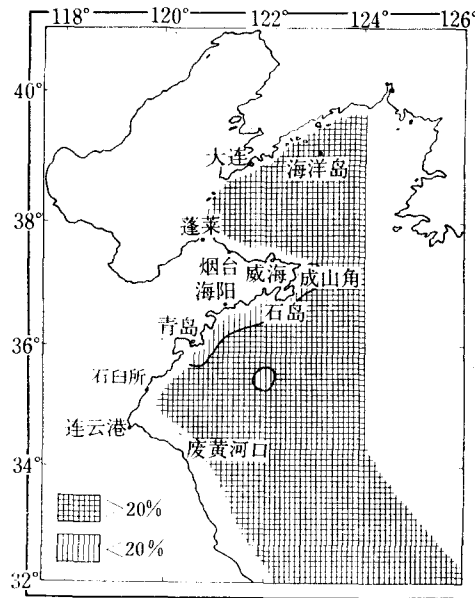 118° 120° 122° 124° 126°
40°
大连
海洋岛
38°
蓬莱
烟台
威海
成山角
海阳
石岛
青岛
36°
石臼所
连云港
废黄河口
34°
>20%
<20%
32°